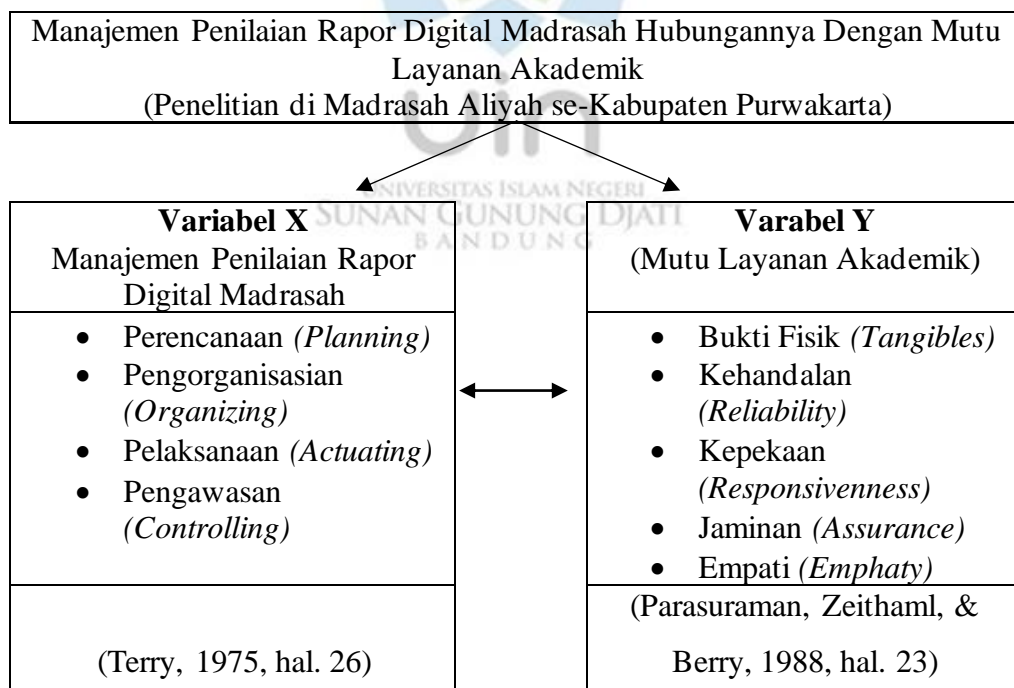 Manajemen Penilaian Rapor Digital Madrasah Hubungannya Dengan Mutu
Layanan Akademik
(Penelitian di Madrasah Aliyah se-Kabupaten Purwakarta)
uin
UNIVERSITAS ISLAM NEGERI
SUNAN GUNUNG DJATI
BANDUNG
Variabel X
Manajemen Penilaian Rapor
Digital Madrasah
• Perencanaan (Planning)
• Pengorganisasian
(Organizing)
• Pelaksanaan (Actuating)
• Pengawasan
(Controlling)
(Terry, 1975, hal. 26)
Varabel Y
(Mutu Layanan Akademik)
• Bukti Fisik (Tangibles)
• Kehandalan
(Reliability)
• Kepekaan
(Responsivenness)
• Jaminan (Assurance)
• Empati (Emphaty)
(Parasuraman, Zeithaml, &
Berry, 1988, hal. 23)